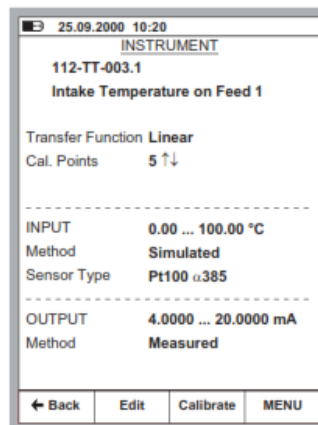 25.09.2000 10:20
INSTRUMENT
112-TT-003.1
Intake Temperature on Feed 1
Transfer Function Linear
Cal. Points 5 ↑↓
INPUT 0.00 ... 100.00 °C
Method Simulated
Sensor Type Pt100 α385
OUTPUT 4.0000 ... 20.0000 mA
Method Measured
← Back Edit Calibrate MENU